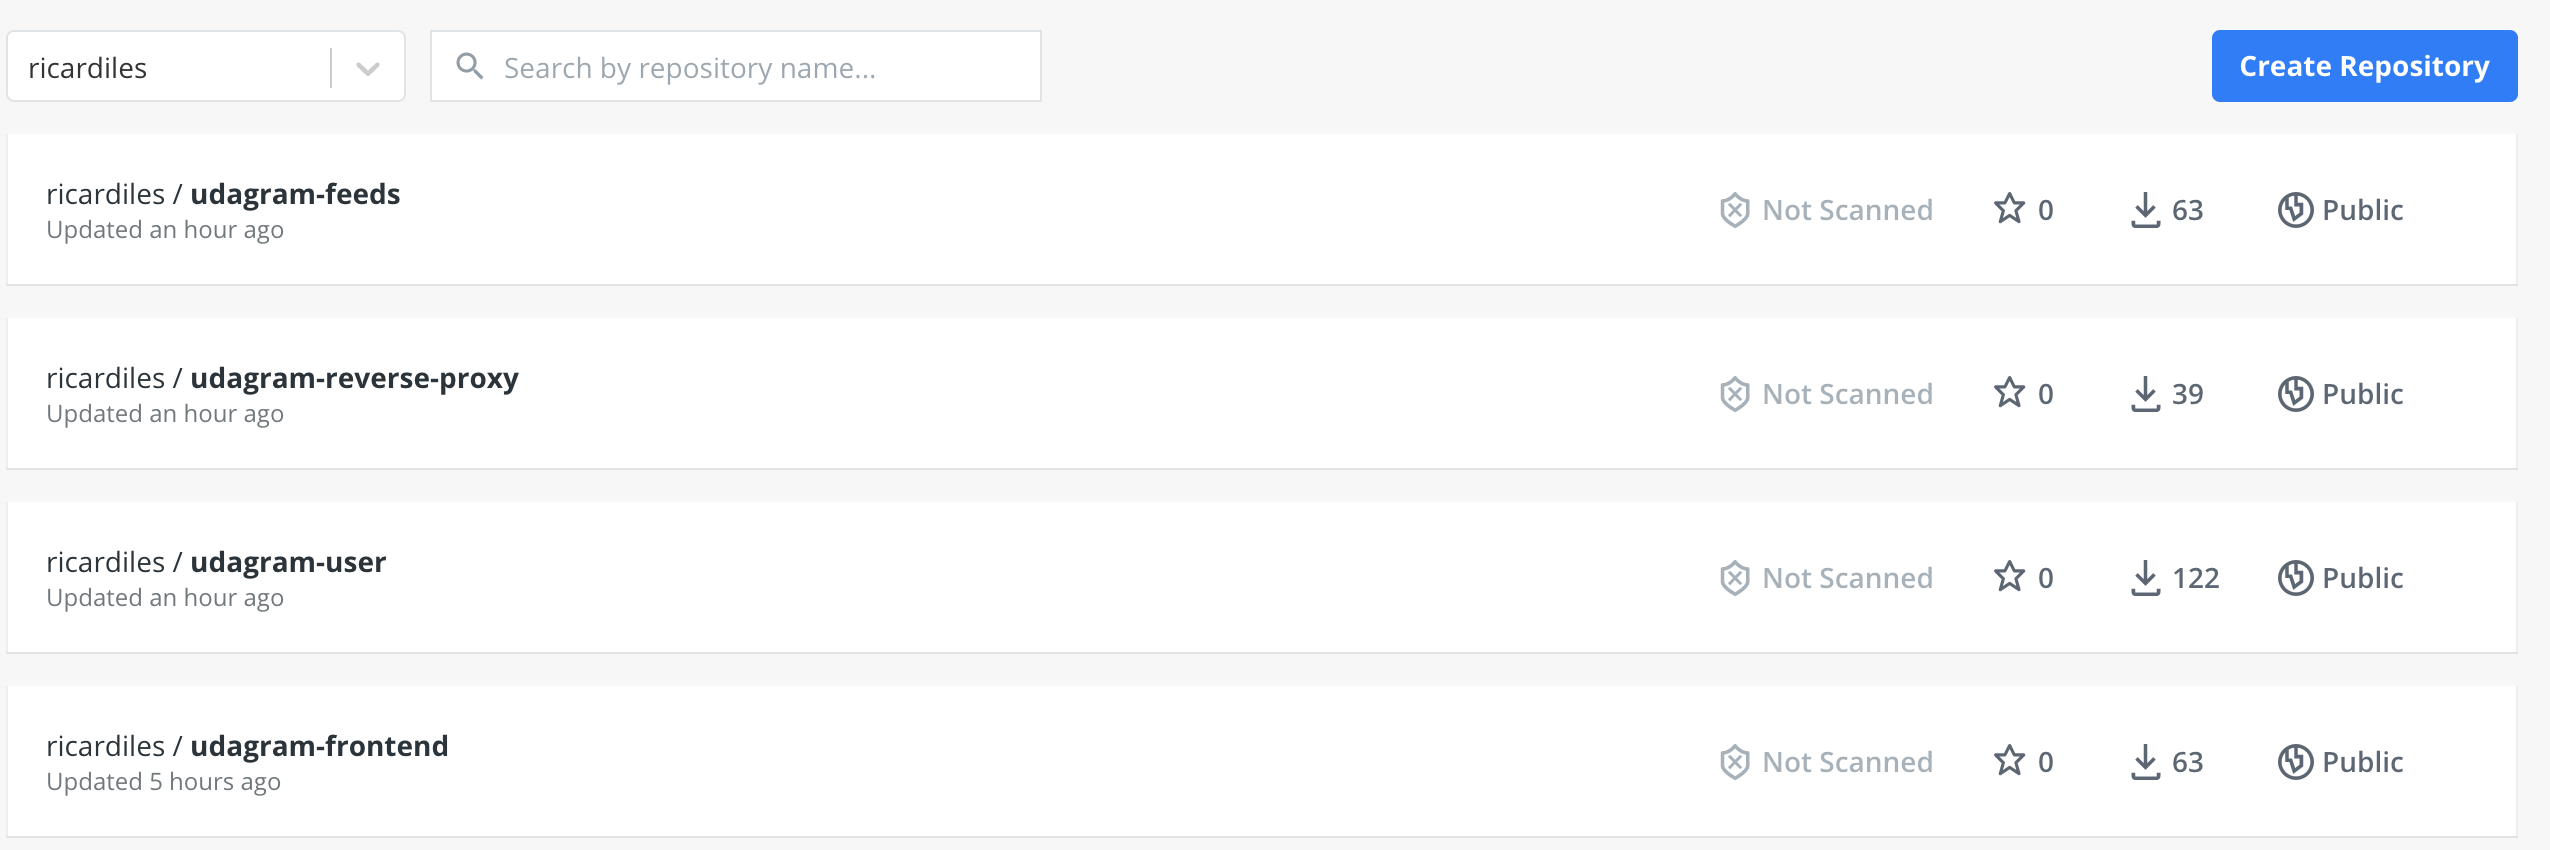 ricardiles
Search by repository name...
Create Repository
ricardiles / udagram-feeds
Updated an hour ago
Not Scanned
0
63
Public
ricardiles / udagram-reverse-proxy
Updated an hour ago
Not Scanned
0
39
Public
ricardiles / udagram-user
Updated an hour ago
Not Scanned
0
122
Public
ricardiles / udagram-frontend
Updated 5 hours ago
Not Scanned
0
63
Public